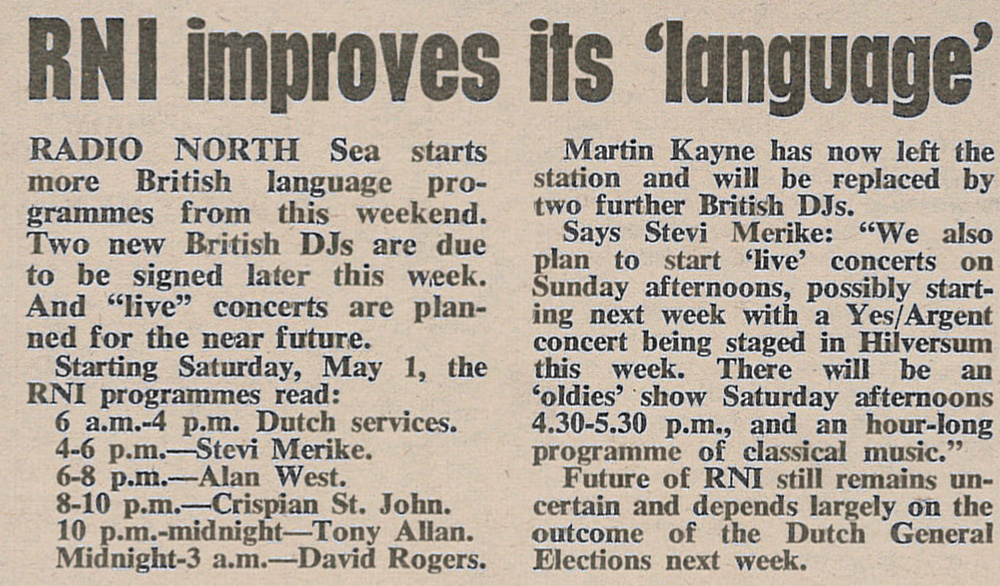 RNI improves its ‘language’
RADIO NORTH Sea starts
more British language pro-
grammes from this weekend.
Two new British DJs are due
to be signed later this week.
And “live” concerts are plan-
ned for the near future.
Starting Saturday, May 1, the
RNI programmes read:
6 a.m.-4 p.m. Dutch services.
4-6 p.m.—Stevi Merike.
6-8 p.m.—Alan West.
8-10 p.m.—Crispian St. John.
10 p.m.-midnight—Tony Allan.
Midnight-3 a.m.—David Rogers.
Martin Kayne has now left the
station and will be replaced by
two further British DJs.
Says Stevi Merike: “We also
plan to start ‘live’ concerts on
Sunday afternoons, possibly start-
ing next week with a Yes/Argent
concert being staged in Hilversum
this week. There will be an
‘oldies’ show Saturday afternoons
4.30-5.30 p.m., and an hour-long
programme of classical music.”
Future of RNI still remains un-
certain and depends largely on the
outcome of the Dutch General
Elections next week.